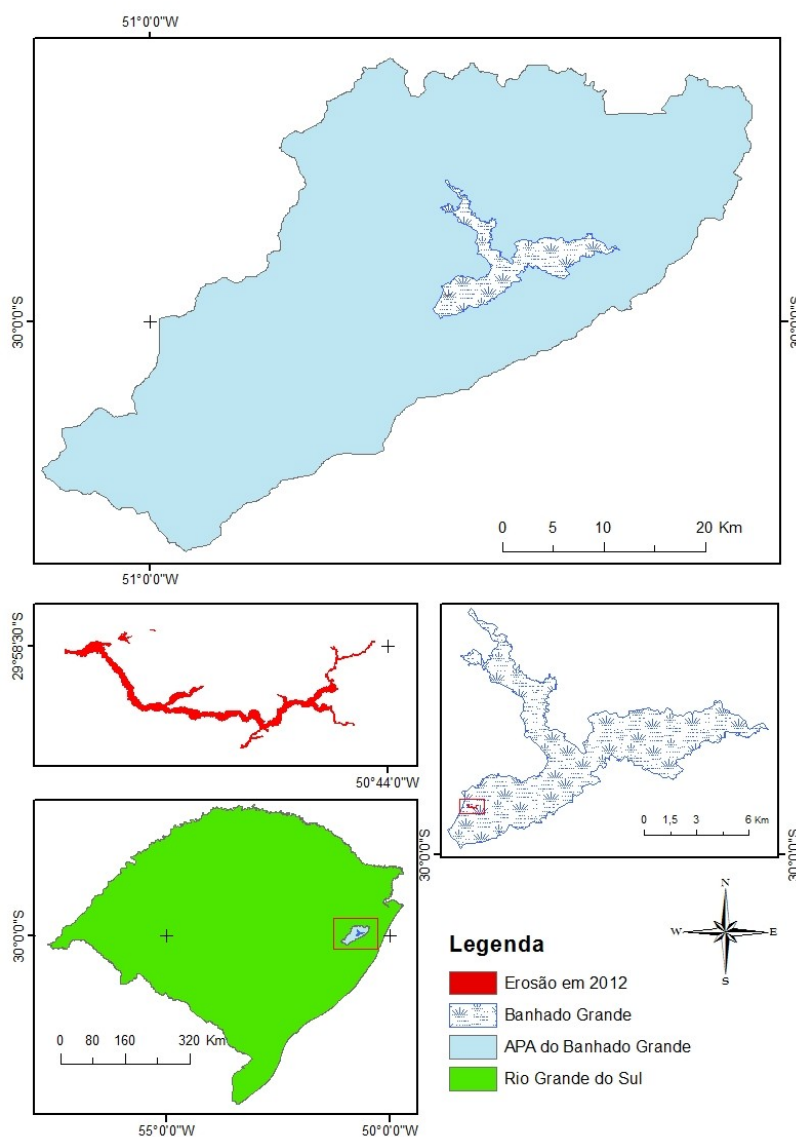 51°0'0"W
30°0'0"S
30°0'0"S
0 5 10 20 Km
51°0'0"W
29°58'30"S
50°44'0"W
0 1,5 3 6 Km
30°0'0"S
30°0'0"S
0 80 160 320 Km
55°0'0"W
50°0'0"W
N
W
E
S
Legenda
Erosão em 2012
Banhado Grande
APA do Banhado Grande
Rio Grande do Sul